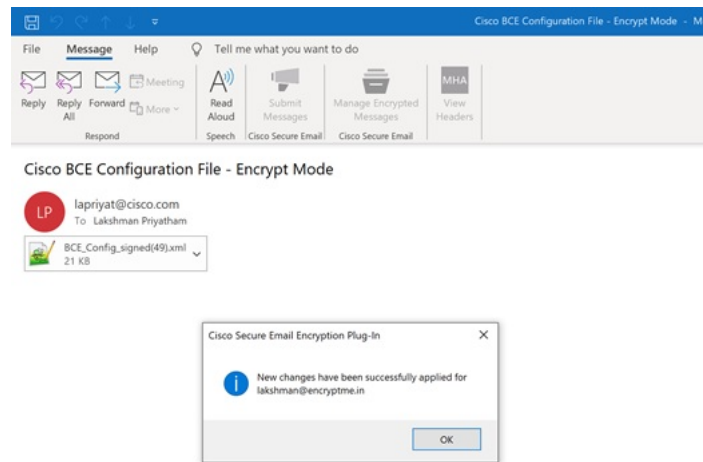 Cisco BCE Configuration File - Encrypt Mode - M
File Message Help Tell me what you want to do
Reply
Reply All
Forward
Meeting
More
Read Aloud
Submit Messages
Manage Encrypted Messages
MHA
View Headers
Respond
Speech
Cisco Secure Email
Cisco Secure Email
Cisco BCE Configuration File - Encrypt Mode
LP
lapriyat@cisco.com
To Lakshman Priyatham
BCE_Config_signed(49).xml
21 KB
Cisco Secure Email Encryption Plug-In
New changes have been successfully applied for
lakshman@encryptme.in
OK